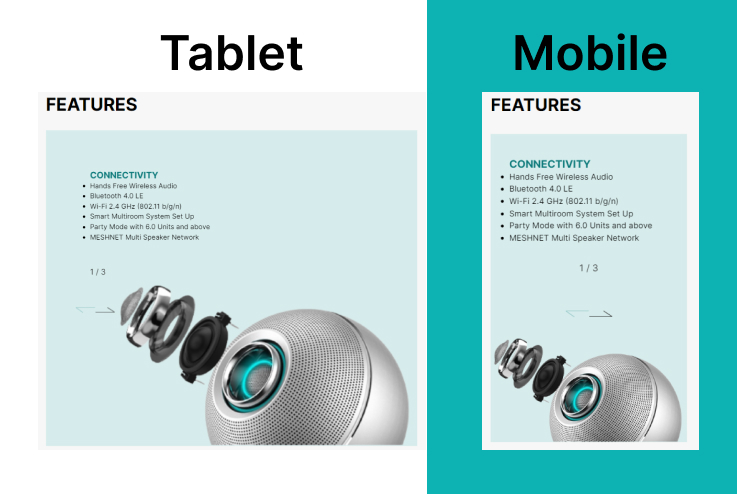 Tablet
FEATURES
CONNECTIVITY
• Hands Free Wireless Audio
• Bluetooth 4.0 LE
• Wi-Fi 2.4 GHz (802.11 b/g/n)
• Smart Multiroom System Set Up
• Party Mode with 6.0 Units and above
• MESHNET Multi Speaker Network
1 / 3
Mobile
FEATURES
CONNECTIVITY
• Hands Free Wireless Audio
• Bluetooth 4.0 LE
• Wi-Fi 2.4 GHz (802.11 b/g/n)
• Smart Multiroom System Set Up
• Party Mode with 6.0 Units and above
• MESHNET Multi Speaker Network
1 / 3